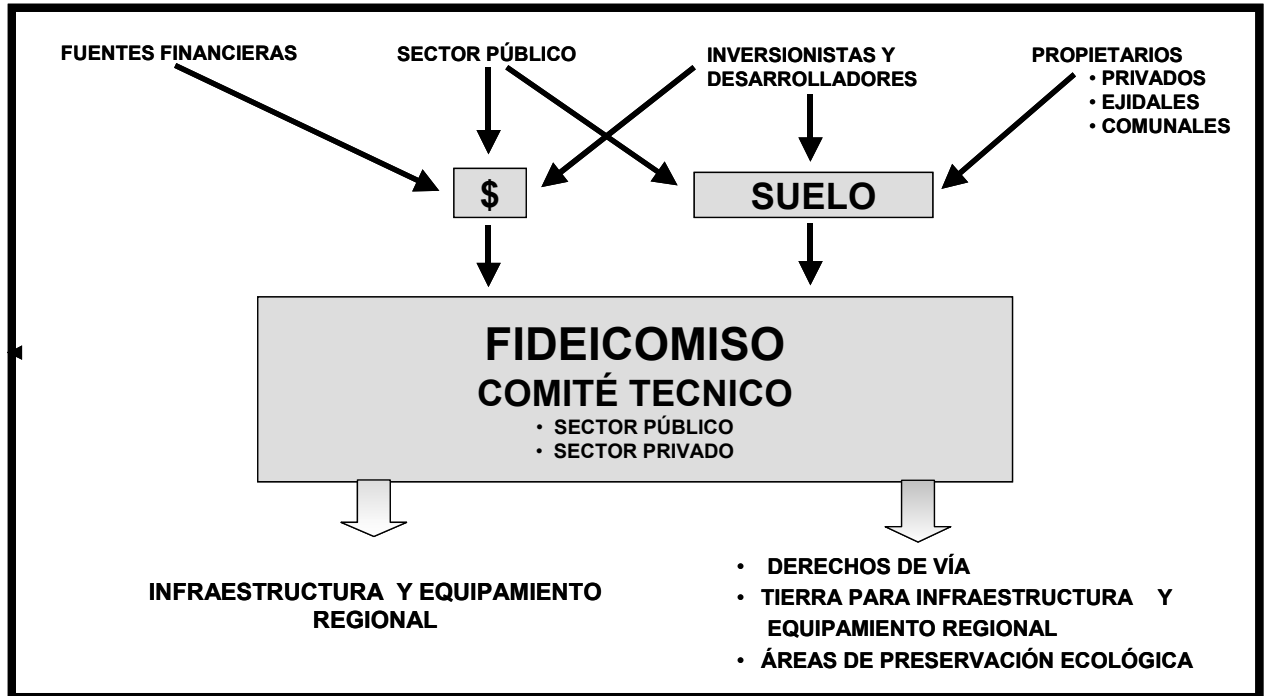 FUENTES FINANCIERAS
SECTOR PÚBLICO
INVERSIONISTAS Y
DESARROLLADORES
PROPIETARIOS
• PRIVADOS
• EJIDALES
• COMUNALES
$
SUELO
FIDEICOMISO
COMITÉ TECNICO
• SECTOR PÚBLICO
• SECTOR PRIVADO
INFRAESTRUCTURA Y EQUIPAMIENTO
REGIONAL
• DERECHOS DE VÍA
• TIERRA PARA INFRAESTRUCTURA Y
EQUIPAMIENTO REGIONAL
• ÁREAS DE PRESERVACIÓN ECOLÓGICA